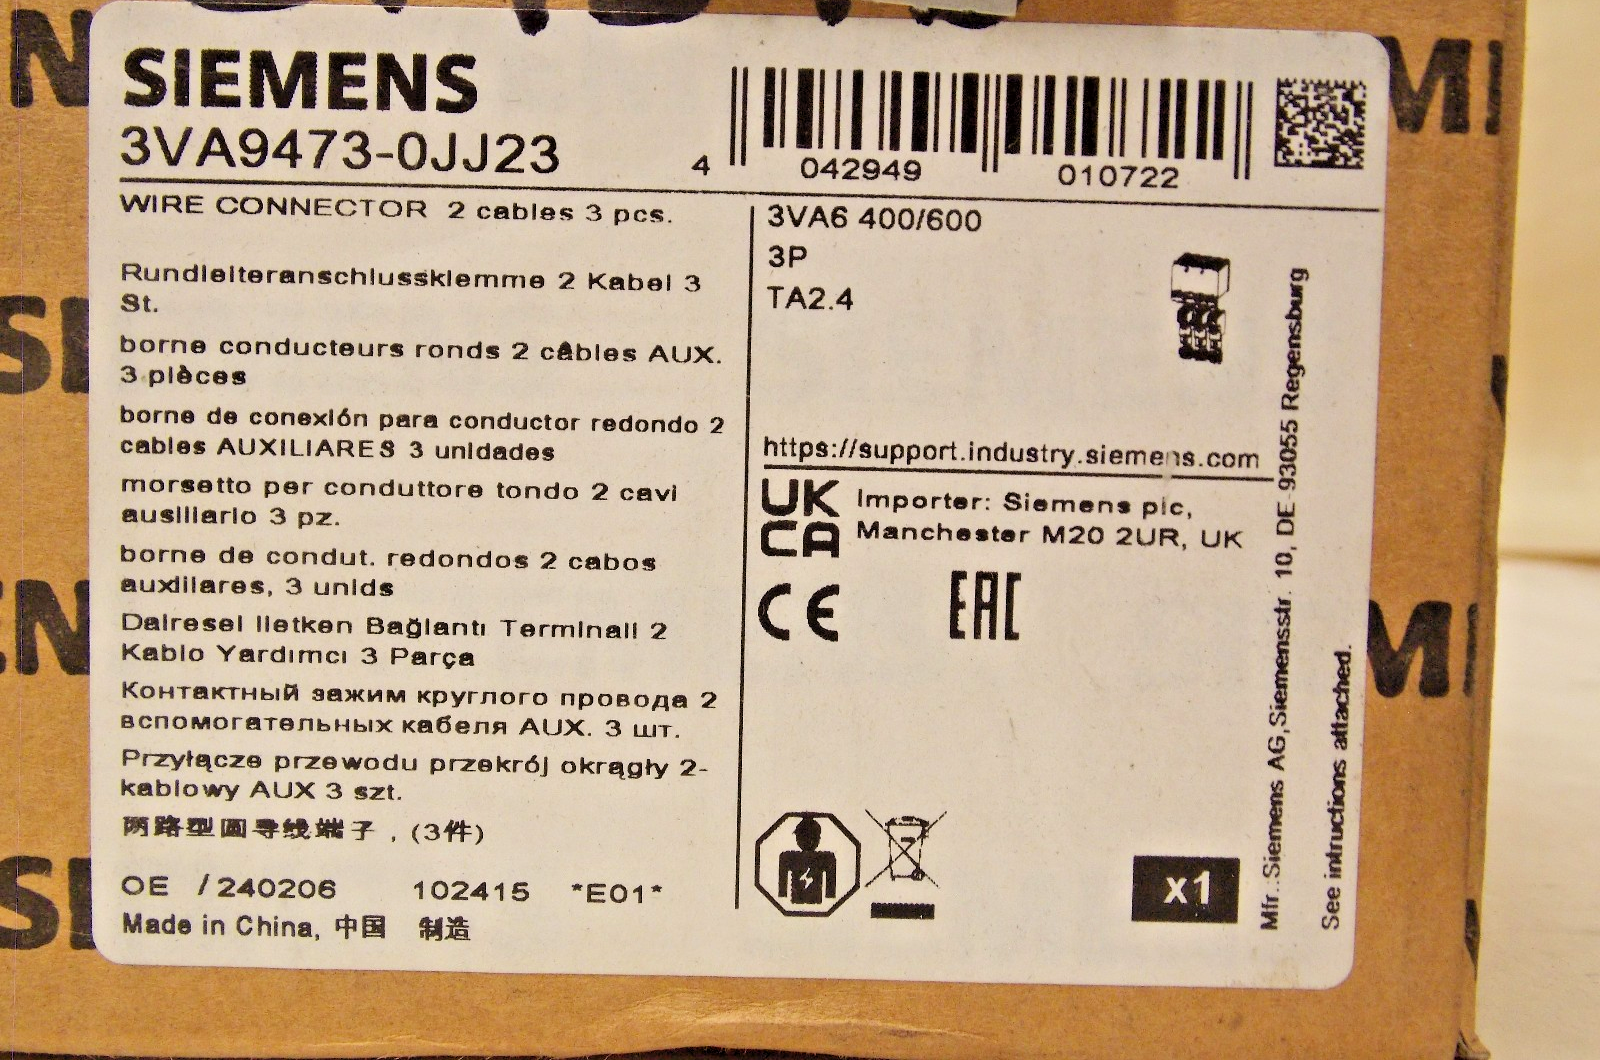 SIEMENS
3VA9473-0JJ23
4 042949 010722
WIRE CONNECTOR 2 cables 3 pcs.
Rundleiteranschlussklemme 2 Kabel 3
St.
borne conducteurs ronds 2 câbles AUX.
3 pièces
borne de conexión para conductor redondo 2
cables AUXILIARES 3 unidades
morsetto per conduttore tondo 2 cavi
ausiliario 3 pz.
borne de condut. redondos 2 cabos
auxiliares, 3 unids
Dairesel İletken Bağlantı Terminali 2
Kablo Yardımcı 3 Parça
Контактный зажим круглого провода 2
вспомогательных кабеля AUX. 3 шт.
Przyłącze przewodu przekrój okrągły 2-
kablowy AUX 3 szt.
两路型圆导线端子，(3件)
OE / 240206 102415 *E01*
Made in China, 中国 制造
3VA6 400/600
3P
TA2.4
https://support.industry.siemens.com
UK
CA
Importer: Siemens plc,
Manchester M20 2UR, UK
CE
EAC
x1
Mfr.:Siemens AG,Siemensstr. 10, DE-93055 Regensburg
See intructions attached.